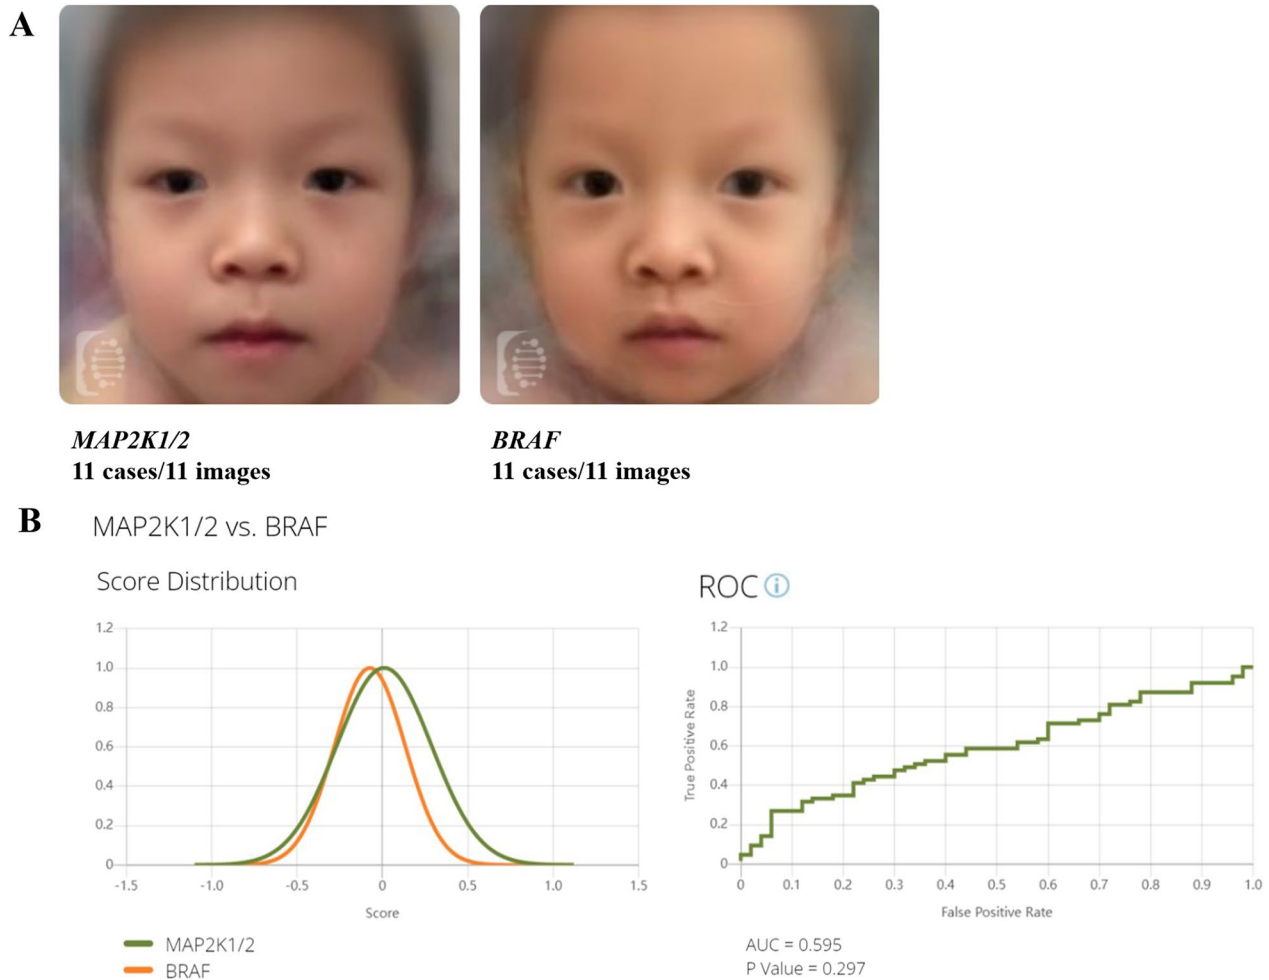 A
MAP2K1/2
11 cases/11 images
BRAF
11 cases/11 images
B
MAP2K1/2 vs. BRAF
Score Distribution
1.2
1.0
0.8
0.6
0.4
0.2
0
-1.5 -1.0 -0.5 0 0.5 1.0 1.5
Score
MAP2K1/2
BRAF
ROC i
1.2
1.0
0.8
0.6
0.4
0.2
0
True Positive Rate
0 0.1 0.2 0.3 0.4 0.5 0.6 0.7 0.8 0.9 1.0
False Positive Rate
AUC = 0.595
P Value = 0.297